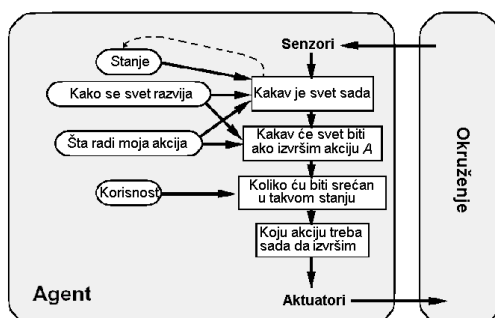 Senzori
Stanje
Kako se svet razvija
Kakav je svet sada
Šta radi moja akcija
Kakav će svet biti
ako izvršim akciju A
Korisnost
Koliko ću biti srećan
u takvom stanju
Koju akciju treba
sada da izvršim
Agent
Aktuatori
Okruženje